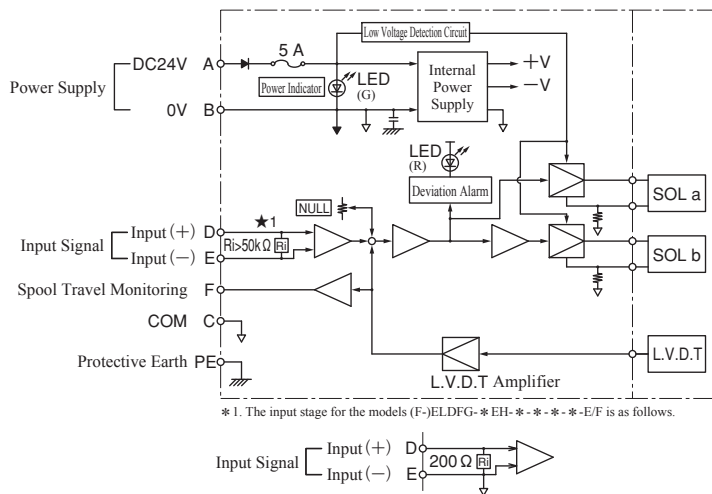 Low Voltage Detection Circuit
5 A
DC24V A
Power Supply
LED
(G)
Power Indicator
Internal
Power
Supply
+V
−V
0V B
LED
(R)
Deviation Alarm
SOL a
NULL
★1
Input(+) D
Input Signal
Ri>50kΩ Ri
Input(−) E
SOL b
Spool Travel Monitoring F
COM C
Protective Earth PE
L.V.D.T
L.V.D.T Amplifier
*1. The input stage for the models (F-)ELDFG-*EH-*-*-*-*-E/F is as follows.
Input(+) D
Input Signal
200Ω Ri
Input(−) E